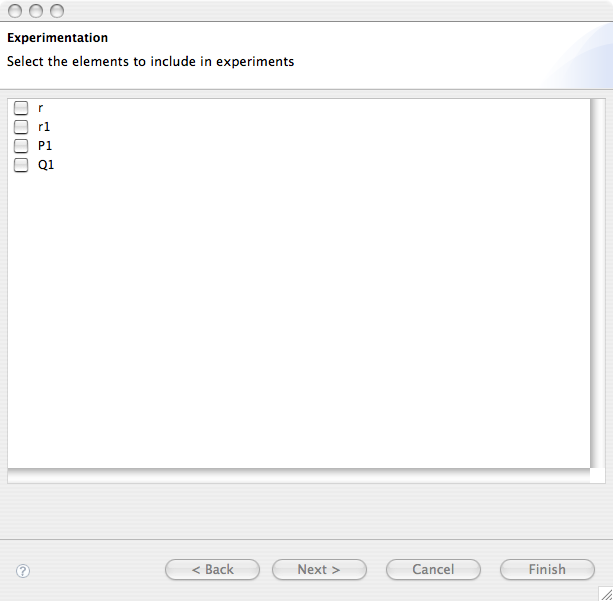 Experimentation
Select the elements to include in experiments
r
r1
P1
Q1
?
< Back
Next >
Cancel
Finish